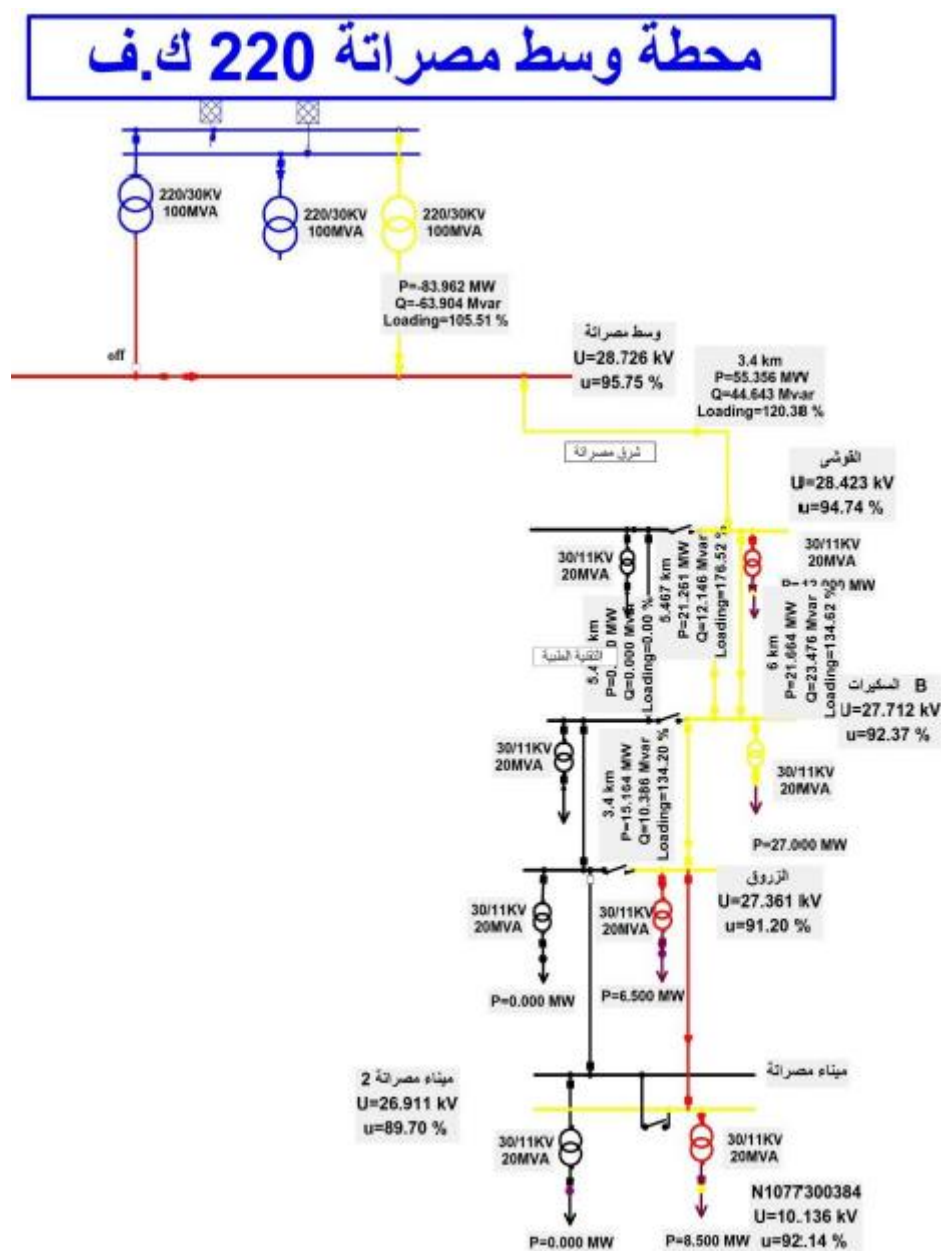 محطة وسط مصراتة 220 ك.ف
220/30KV
100MVA
220/30KV
100MVA
220/30KV
100MVA
P=-83.962 MW
Q=-63.904 Mvar
Loading=105.51 %
off
وسط مصراتة
U=28.726 kV
u=95.75 %
3.4 km
P=55.356 MW
Q=44.643 Mvar
Loading=120.38 %
شرق مصراتة
القوشى
U=28.423 kV
u=94.74 %
30/11KV
20MVA
30/11KV
20MVA
5.467 km
P=21.261 MW
Q=12.146 Mvar
Loading=176.52 %
km
Q=0.000 Mvar
Loading=0.00 %
التقنية الطبية
6 km
P=21.664 MW
Q=23.476 Mvar
Loading=134.62 %
السكيرات B
U=27.712 kV
u=92.37 %
30/11KV
20MVA
3.4 km
P=15.164 MW
Q=10.386 Mvar
Loading=134.20 %
30/11KV
20MVA
P=27.000 MW
الزروق
U=27.361 kV
u=91.20 %
30/11KV
20MVA
30/11KV
20MVA
P=0.000 MW
P=6.500 MW
ميناء مصراتة
ميناء مصراتة 2
U=26.911 kV
u=89.70 %
30/11KV
20MVA
30/11KV
20MVA
N1077300384
U=10.136 kV
u=92.14 %
P=0.000 MW
P=8.500 MW